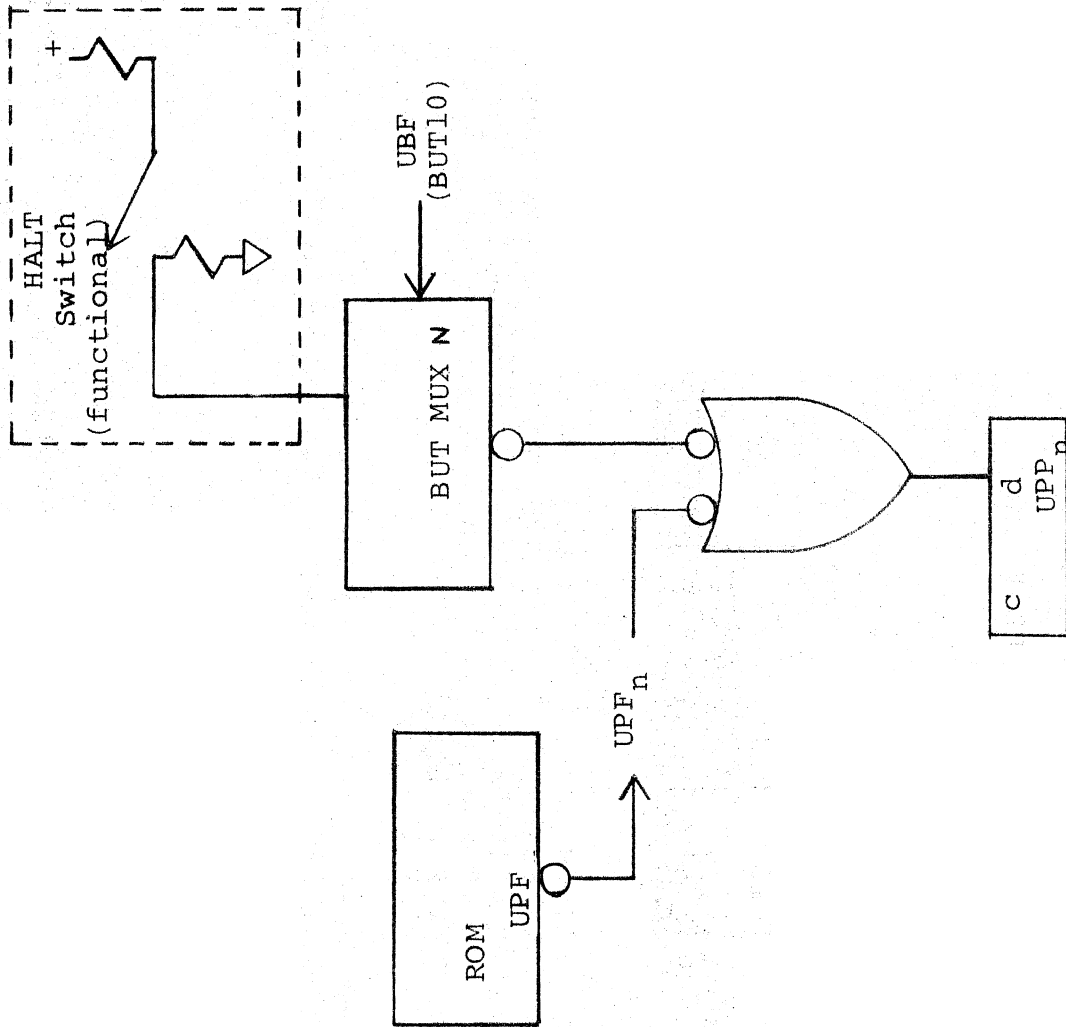 +
HALT
Switch
(functional)
UBF
(BUT10)
BUT MUX N
ROM
UPF
UPFn
c d
UPPn